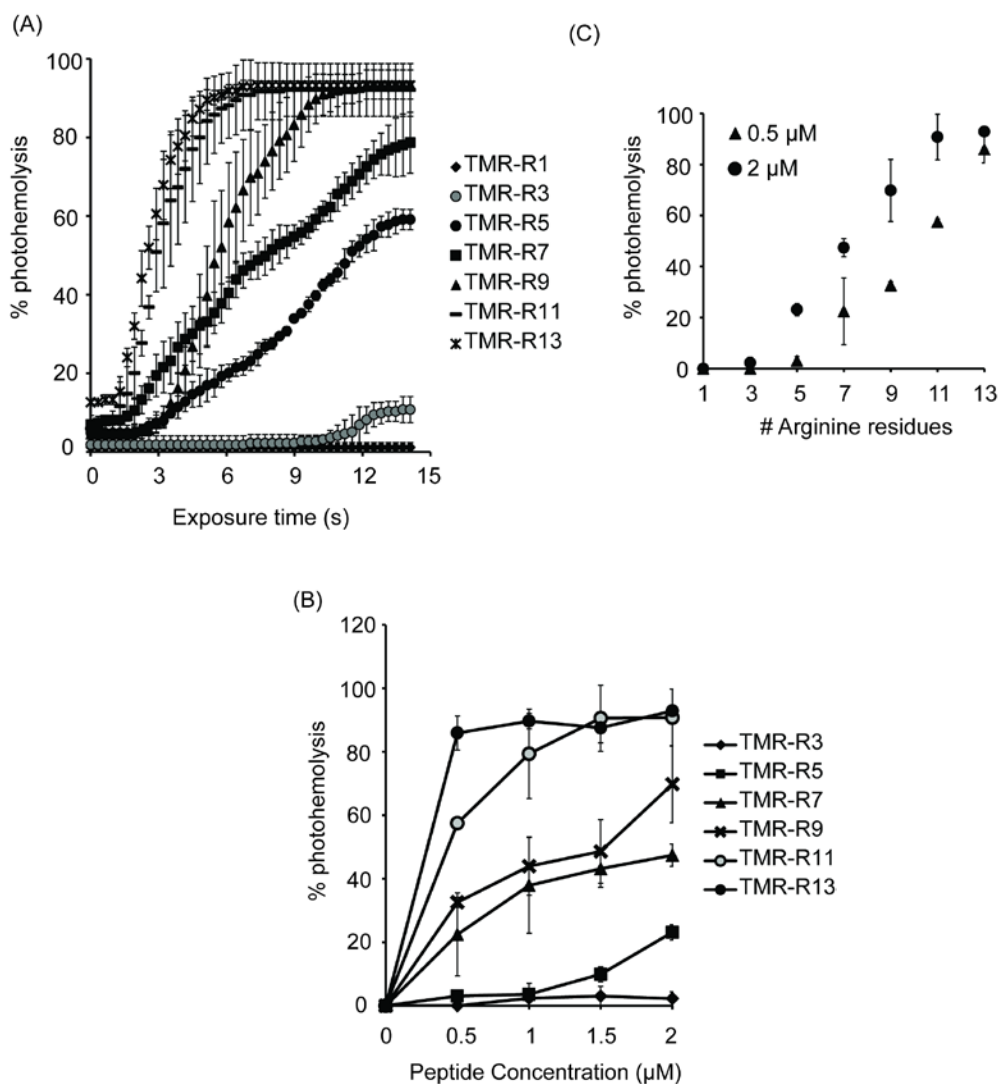 (A)
% photohemolysis
100
80
60
40
20
0
0 3 6 9 12 15
Exposure time (s)
TMR-R1
TMR-R3
TMR-R5
TMR-R7
TMR-R9
TMR-R11
TMR-R13
(C)
% photohemolysis
100
80
60
40
20
0
0.5 µM
2 µM
1 3 5 7 9 11 13
# Arginine residues
(B)
% photohemolysis
120
100
80
60
40
20
0
0 0.5 1 1.5 2
Peptide Concentration (µM)
TMR-R3
TMR-R5
TMR-R7
TMR-R9
TMR-R11
TMR-R13